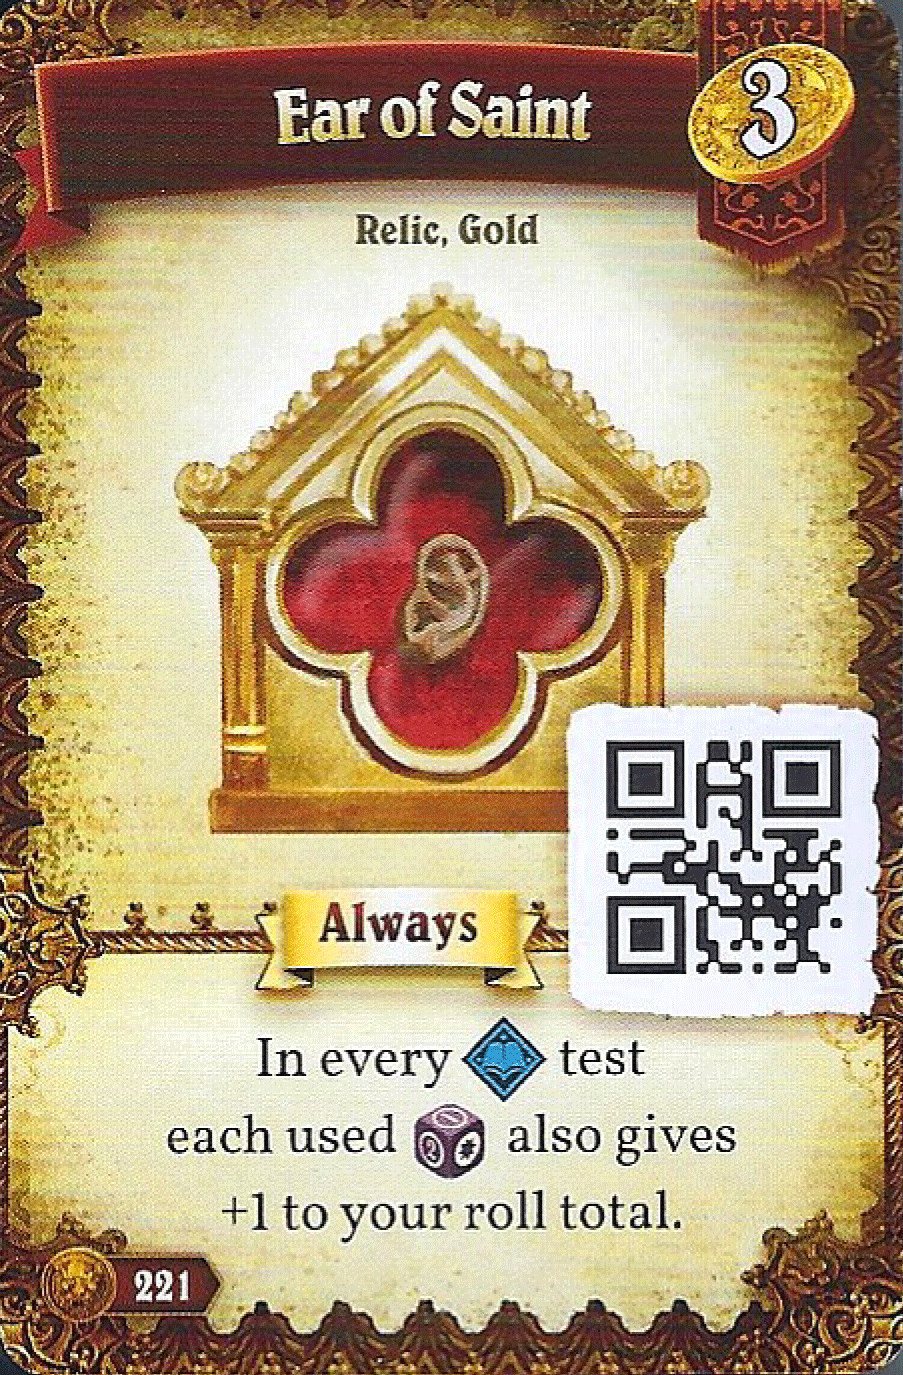 Ear of Saint
3
Relic, Gold
Always
In every test
each used also gives
+1 to your roll total.
221